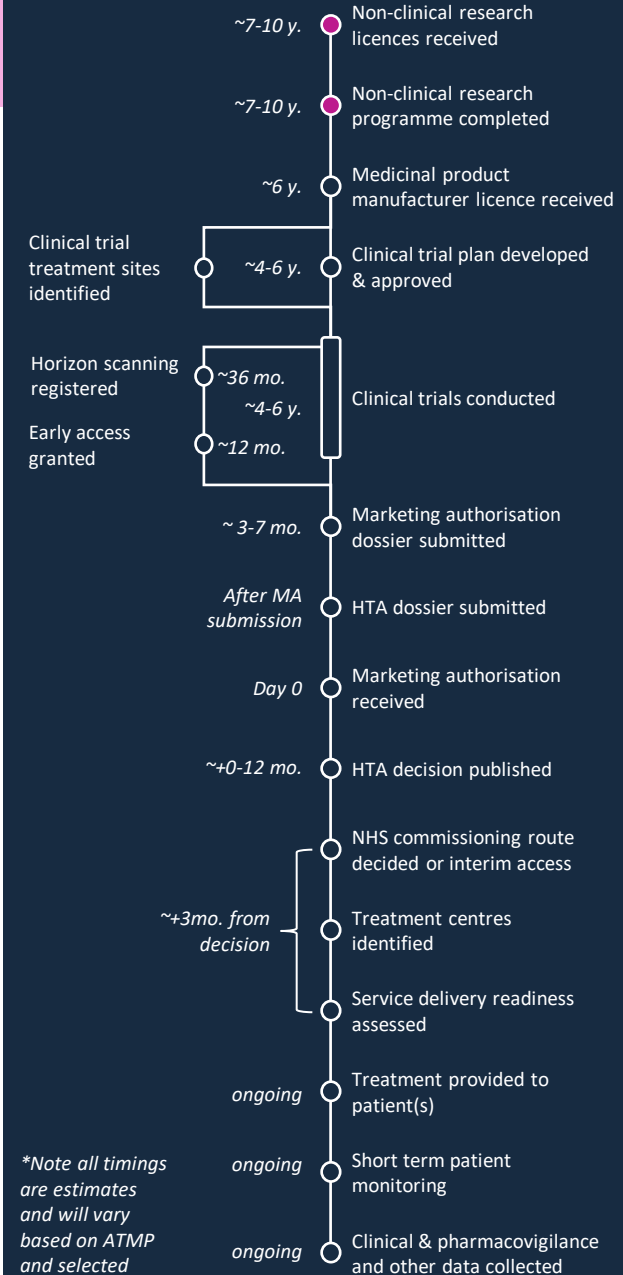 ~7-10 y.
Non-clinical research
licences received
~7-10 y.
Non-clinical research
programme completed
~6 y.
Medicinal product
manufacturer licence received
Clinical trial
treatment sites
identified
~4-6 y.
Clinical trial plan developed
& approved
Horizon scanning
registered
~36 mo.
~4-6 y.
Clinical trials conducted
Early access
granted
~12 mo.
~ 3-7 mo.
Marketing authorisation
dossier submitted
After MA
submission
HTA dossier submitted
Day 0
Marketing authorisation
received
~+0-12 mo.
HTA decision published
NHS commissioning route
decided or interim access
~+3mo. from
decision
Treatment centres
identified
Service delivery readiness
assessed
ongoing
Treatment provided to
patient(s)
ongoing
Short term patient
monitoring
ongoing
Clinical & pharmacovigilance
and other data collected
*Note all timings
are estimates
and will vary
based on ATMP
and selected